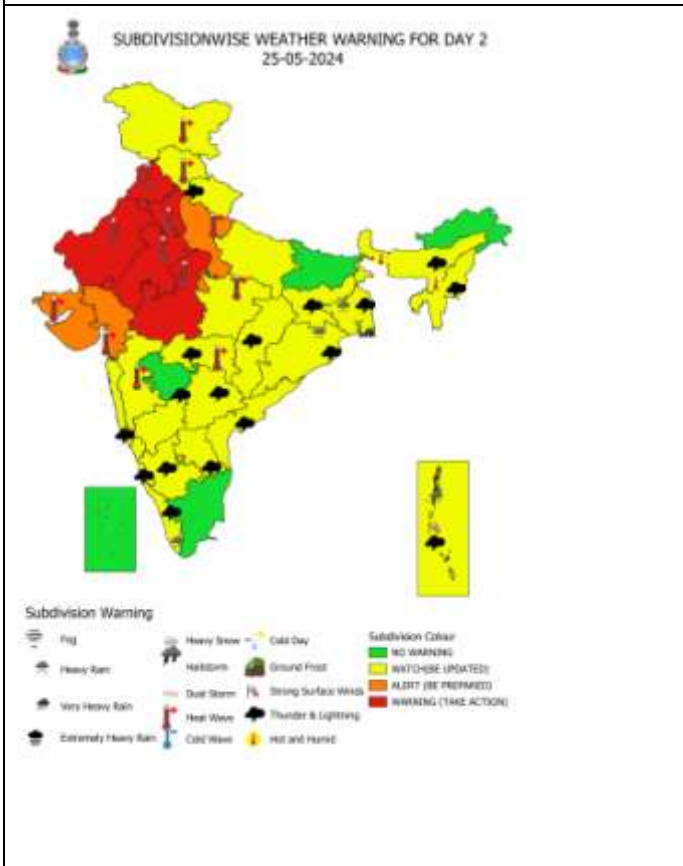 SUBDIVISIONWISE WEATHER WARNING FOR DAY 2
25-05-2024
Subdivision Warning
Fog
Heavy Rain
Very Heavy Rain
Extremely Heavy Rain
Heavy Snow
Hailstorm
Dust Storm
Heat Wave
Cold Wave
Cold Day
Ground Frost
Strong Surface Winds
Thunder & Lightning
Hot and Humid
Subdivision Colour
NO WARNING
WATCH(BE UPDATED)
ALERT (BE PREPARED)
WARNING (TAKE ACTION)